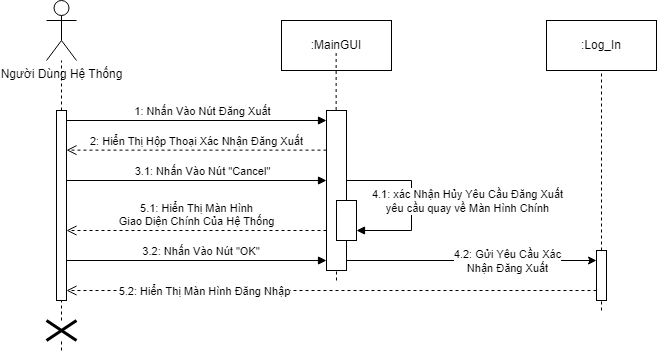 :MainGUI
:Log_In
Người Dùng Hệ Thống
1: Nhấn Vào Nút Đăng Xuất
2: Hiển Thị Hộp Thoại Xác Nhận Đăng Xuất
3.1: Nhấn Vào Nút "Cancel"
4.1: xác Nhận Hủy Yêu Cầu Đăng Xuất
yêu cầu quay về Màn Hình Chính
5.1: Hiển Thị Màn Hình
Giao Diện Chính Của Hệ Thống
3.2: Nhấn Vào Nút "OK"
4.2: Gửi Yêu Cầu Xác
Nhận Đăng Xuất
5.2: Hiển Thị Màn Hình Đăng Nhập